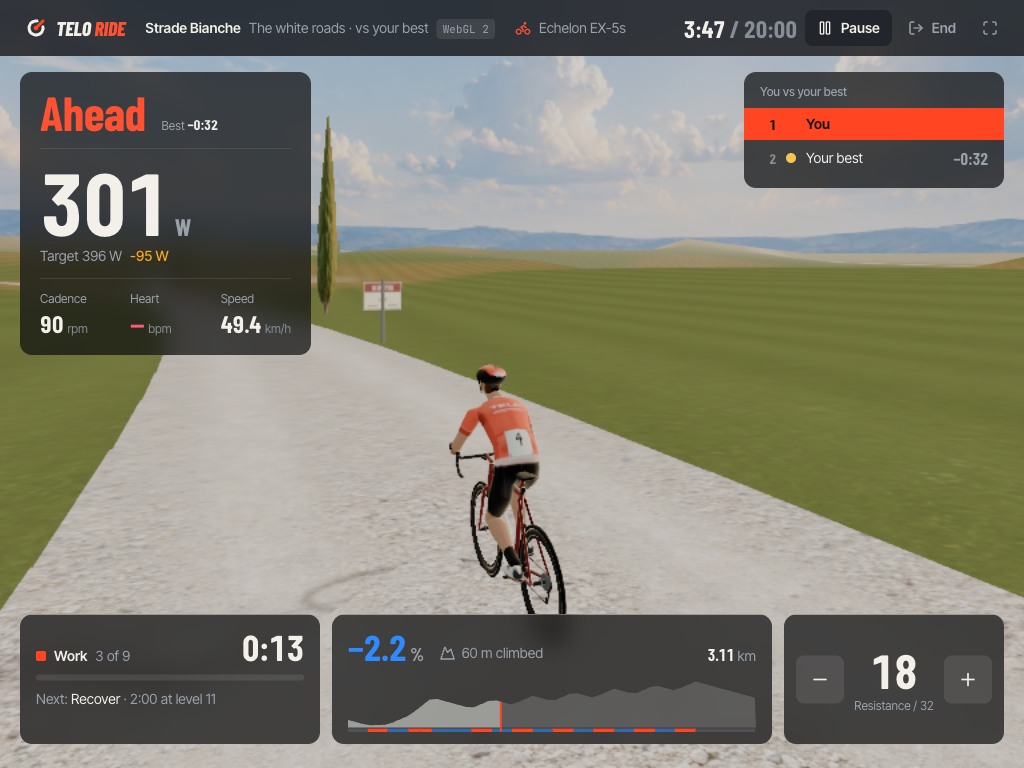 TELO RIDE Strade Bianche The white roads · vs your best WebGL 2 Echelon EX-5s 3:47 / 20:00 Pause End
Ahead Best −0:32
301 W
Target 396 W -95 W
Cadence Heart Speed
90 rpm — bpm 49.4 km/h
You vs your best
1 You
2 Your best −0:32
4
Work 3 of 9 0:13
Next: Recover · 2:00 at level 11
−2.2 % 60 m climbed 3.11 km
− 18 +
Resistance / 32